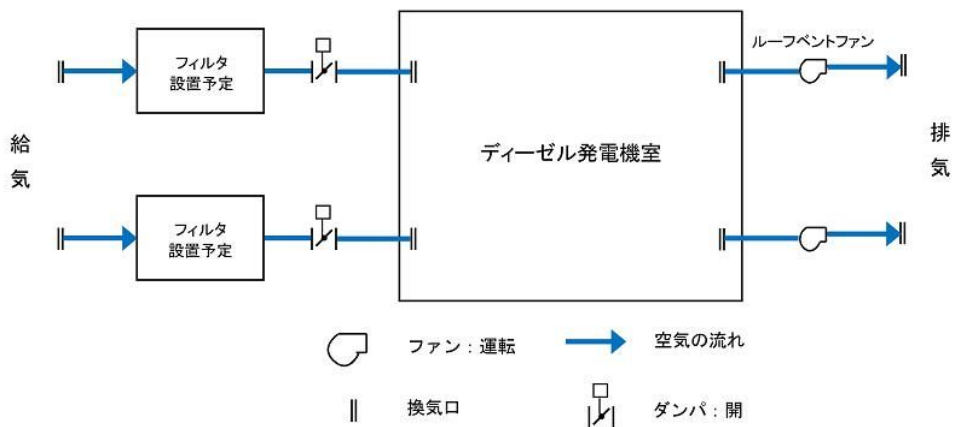 ルーフベントファン
フィルタ
設置予定
給気
ディーゼル発電機室
排気
フィルタ
設置予定
ファン：運転
空気の流れ
換気口
ダンパ：開